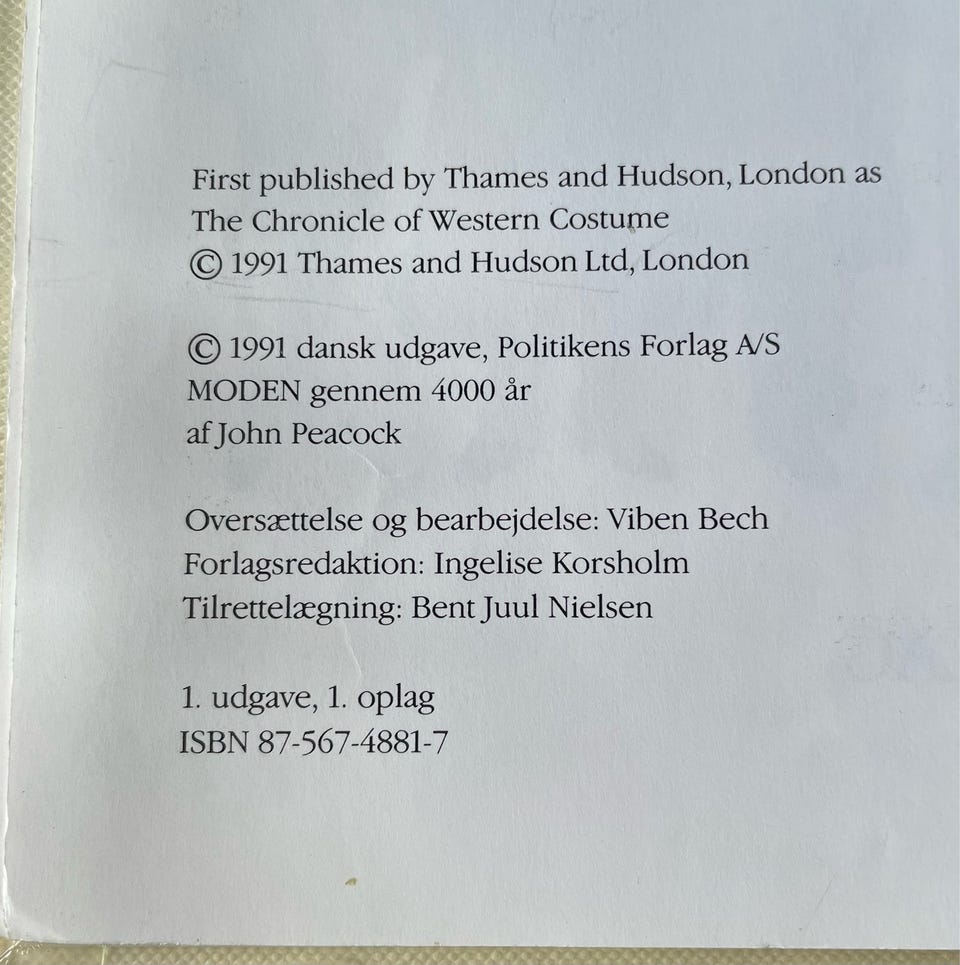 First published by Thames and Hudson, London as
The Chronicle of Western Costume
© 1991 Thames and Hudson Ltd, London
© 1991 dansk udgave, Politikens Forlag A/S
MODEN gennem 4000 år
af John Peacock
Oversættelse og bearbejdelse: Viben Bech
Forlagsredaktion: Ingelise Korsholm
Tilrettelægning: Bent Juul Nielsen
1. udgave, 1. oplag
ISBN 87-567-4881-7